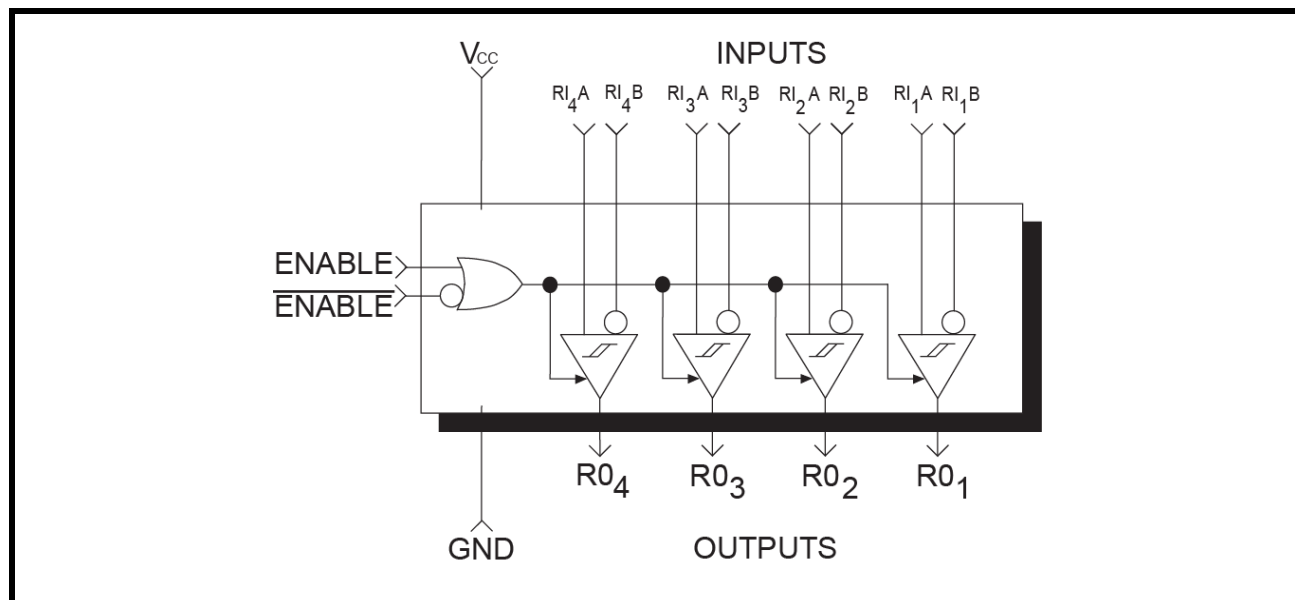 Vcc INPUTS
RI4A RI4B RI3A RI3B RI2A RI2B RI1A RI1B
ENABLE
ENABLE
R04 R03 R02 R01
GND OUTPUTS